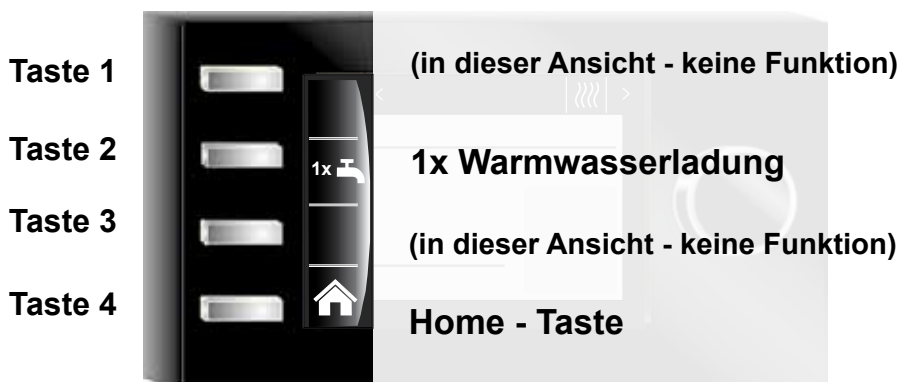 Taste 1
(in dieser Ansicht - keine Funktion)
Taste 2
1x
1x Warmwasserladung
Taste 3
(in dieser Ansicht - keine Funktion)
Taste 4
Home - Taste